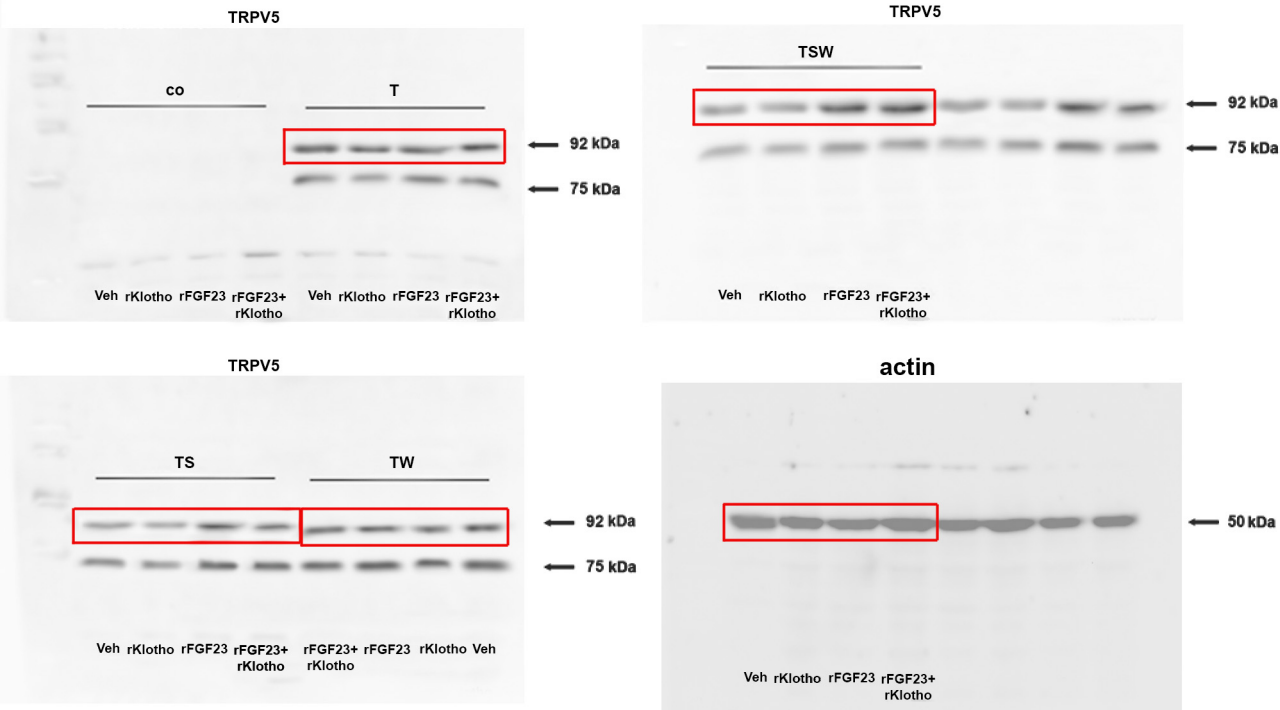 TRPV5
co
T
92 kDa
75 kDa
Veh rKlotho rFGF23 rFGF23+ rKlotho
Veh rKlotho rFGF23 rFGF23+ rKlotho
TRPV5
TSW
92 kDa
75 kDa
Veh rKlotho rFGF23 rFGF23+ rKlotho
TRPV5
TS
TW
92 kDa
75 kDa
Veh rKlotho rFGF23 rFGF23+ rKlotho
rFGF23+ rKlotho rFGF23 rKlotho Veh
actin
50 kDa
Veh rKlotho rFGF23 rFGF23+ rKlotho